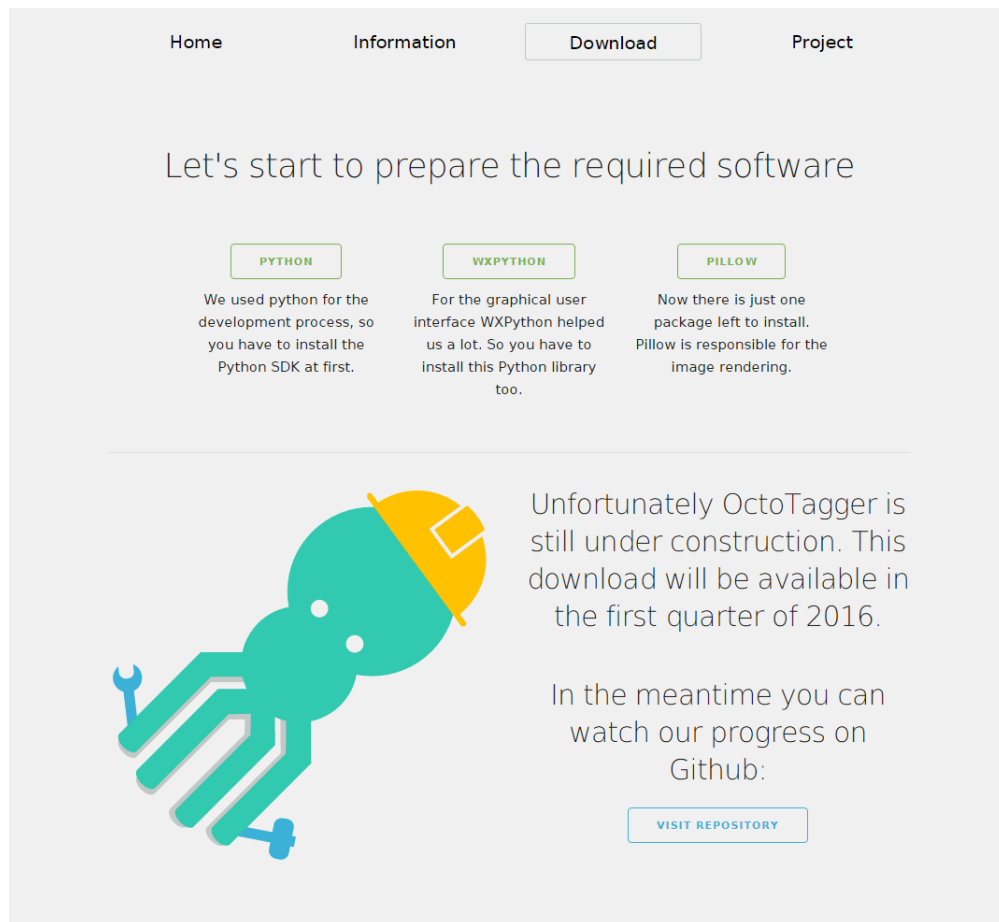 Home
Information
Download
Project
Let's start to prepare the required software
PYTHON
We used python for the
development process, so
you have to install the
Python SDK at first.
WXPYTHON
For the graphical user
interface WXPython helped
us a lot. So you have to
install this Python library
too.
PILLOW
Now there is just one
package left to install.
Pillow is responsible for the
image rendering.
Unfortunately OctoTagger is
still under construction. This
download will be available in
the first quarter of 2016.
In the meantime you can
watch our progress on
Github:
VISIT REPOSITORY